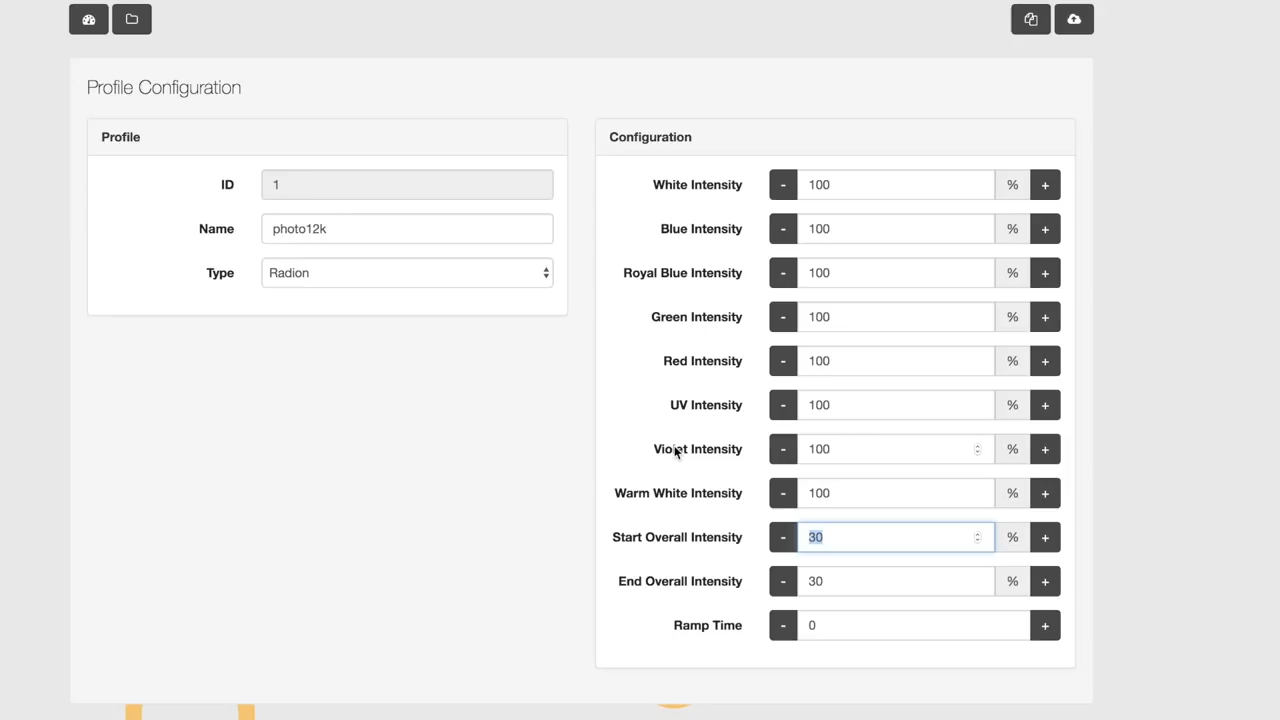 Profile Configuration
Profile
ID 1
Name photo12k
Type Radion
Configuration
White Intensity - 100 % +
Blue Intensity - 100 % +
Royal Blue Intensity - 100 % +
Green Intensity - 100 % +
Red Intensity - 100 % +
UV Intensity - 100 % +
Violet Intensity - 100 % +
Warm White Intensity - 100 % +
Start Overall Intensity - 30 % +
End Overall Intensity - 30 % +
Ramp Time - 0 +